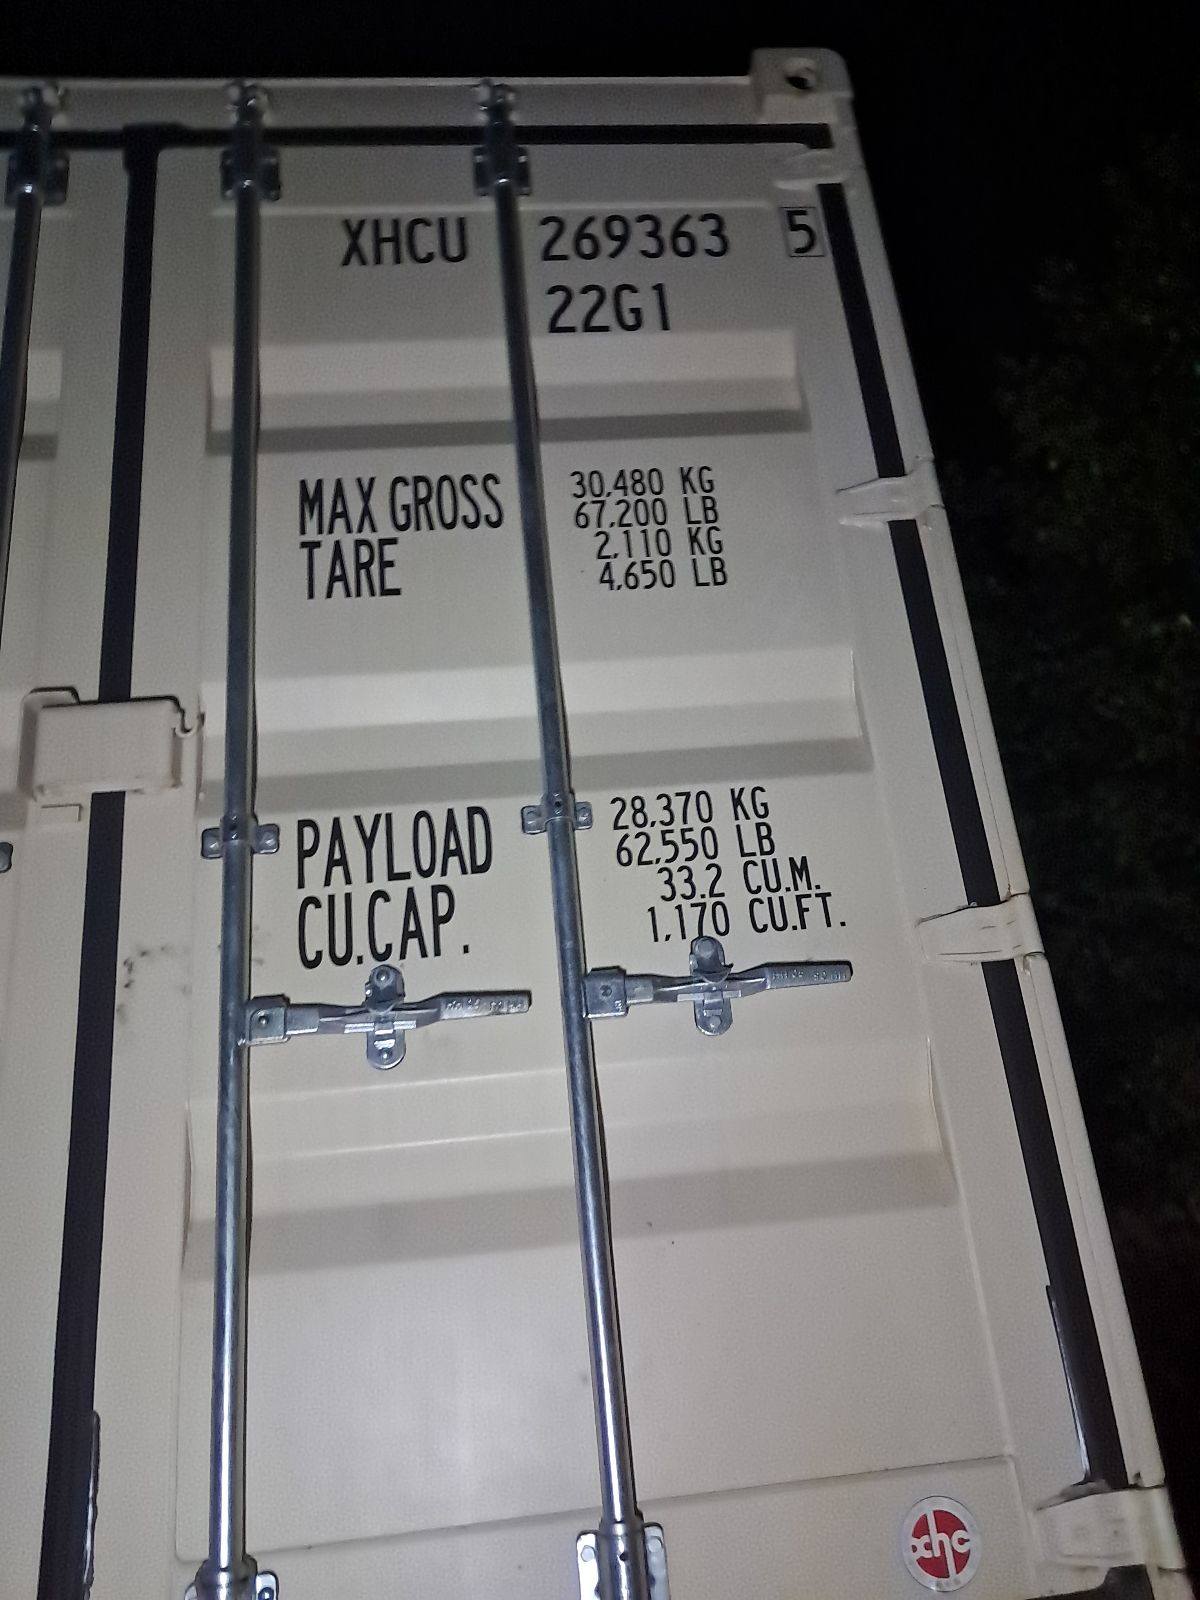 XHCU 269363 5
22G1
MAX GROSS 30,480 KG
67,200 LB
TARE 2,110 KG
4,650 LB
PAYLOAD 28,370 KG
62,550 LB
CU.CAP. 33.2 CU.M.
1,170 CU.FT.
xhc